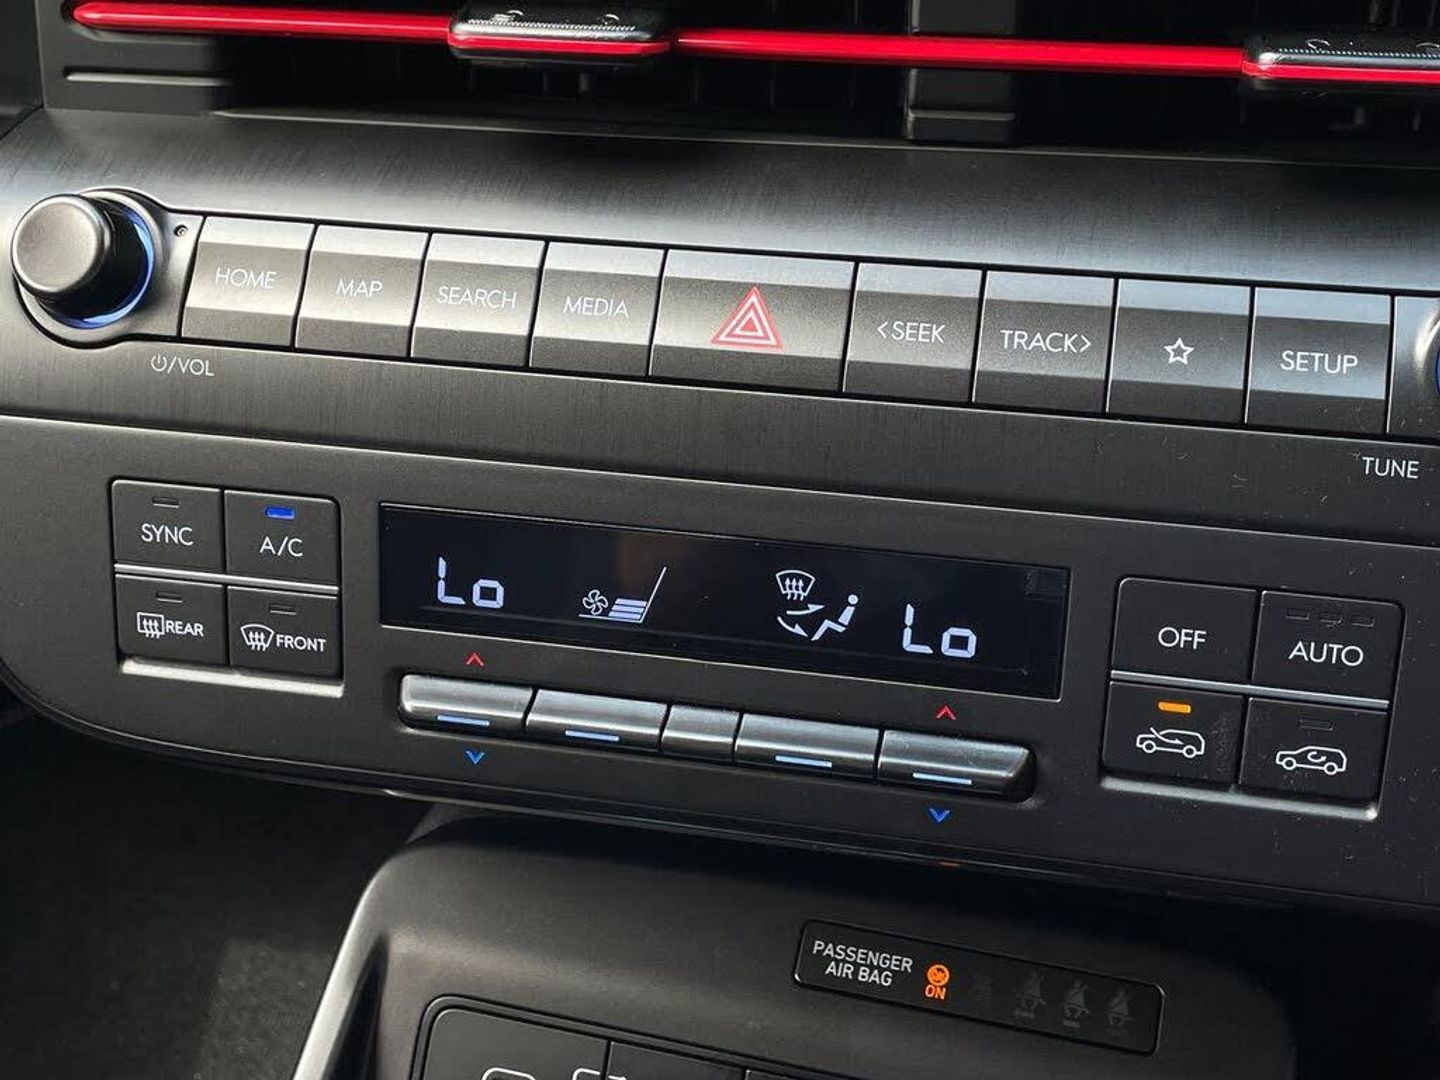 HOME
MAP
SEARCH
MEDIA
<SEEK
TRACK>
SETUP
/VOL
TUNE
SYNC
A/C
REAR
FRONT
Lo
Lo
OFF
AUTO
PASSENGER
AIR BAG
ON